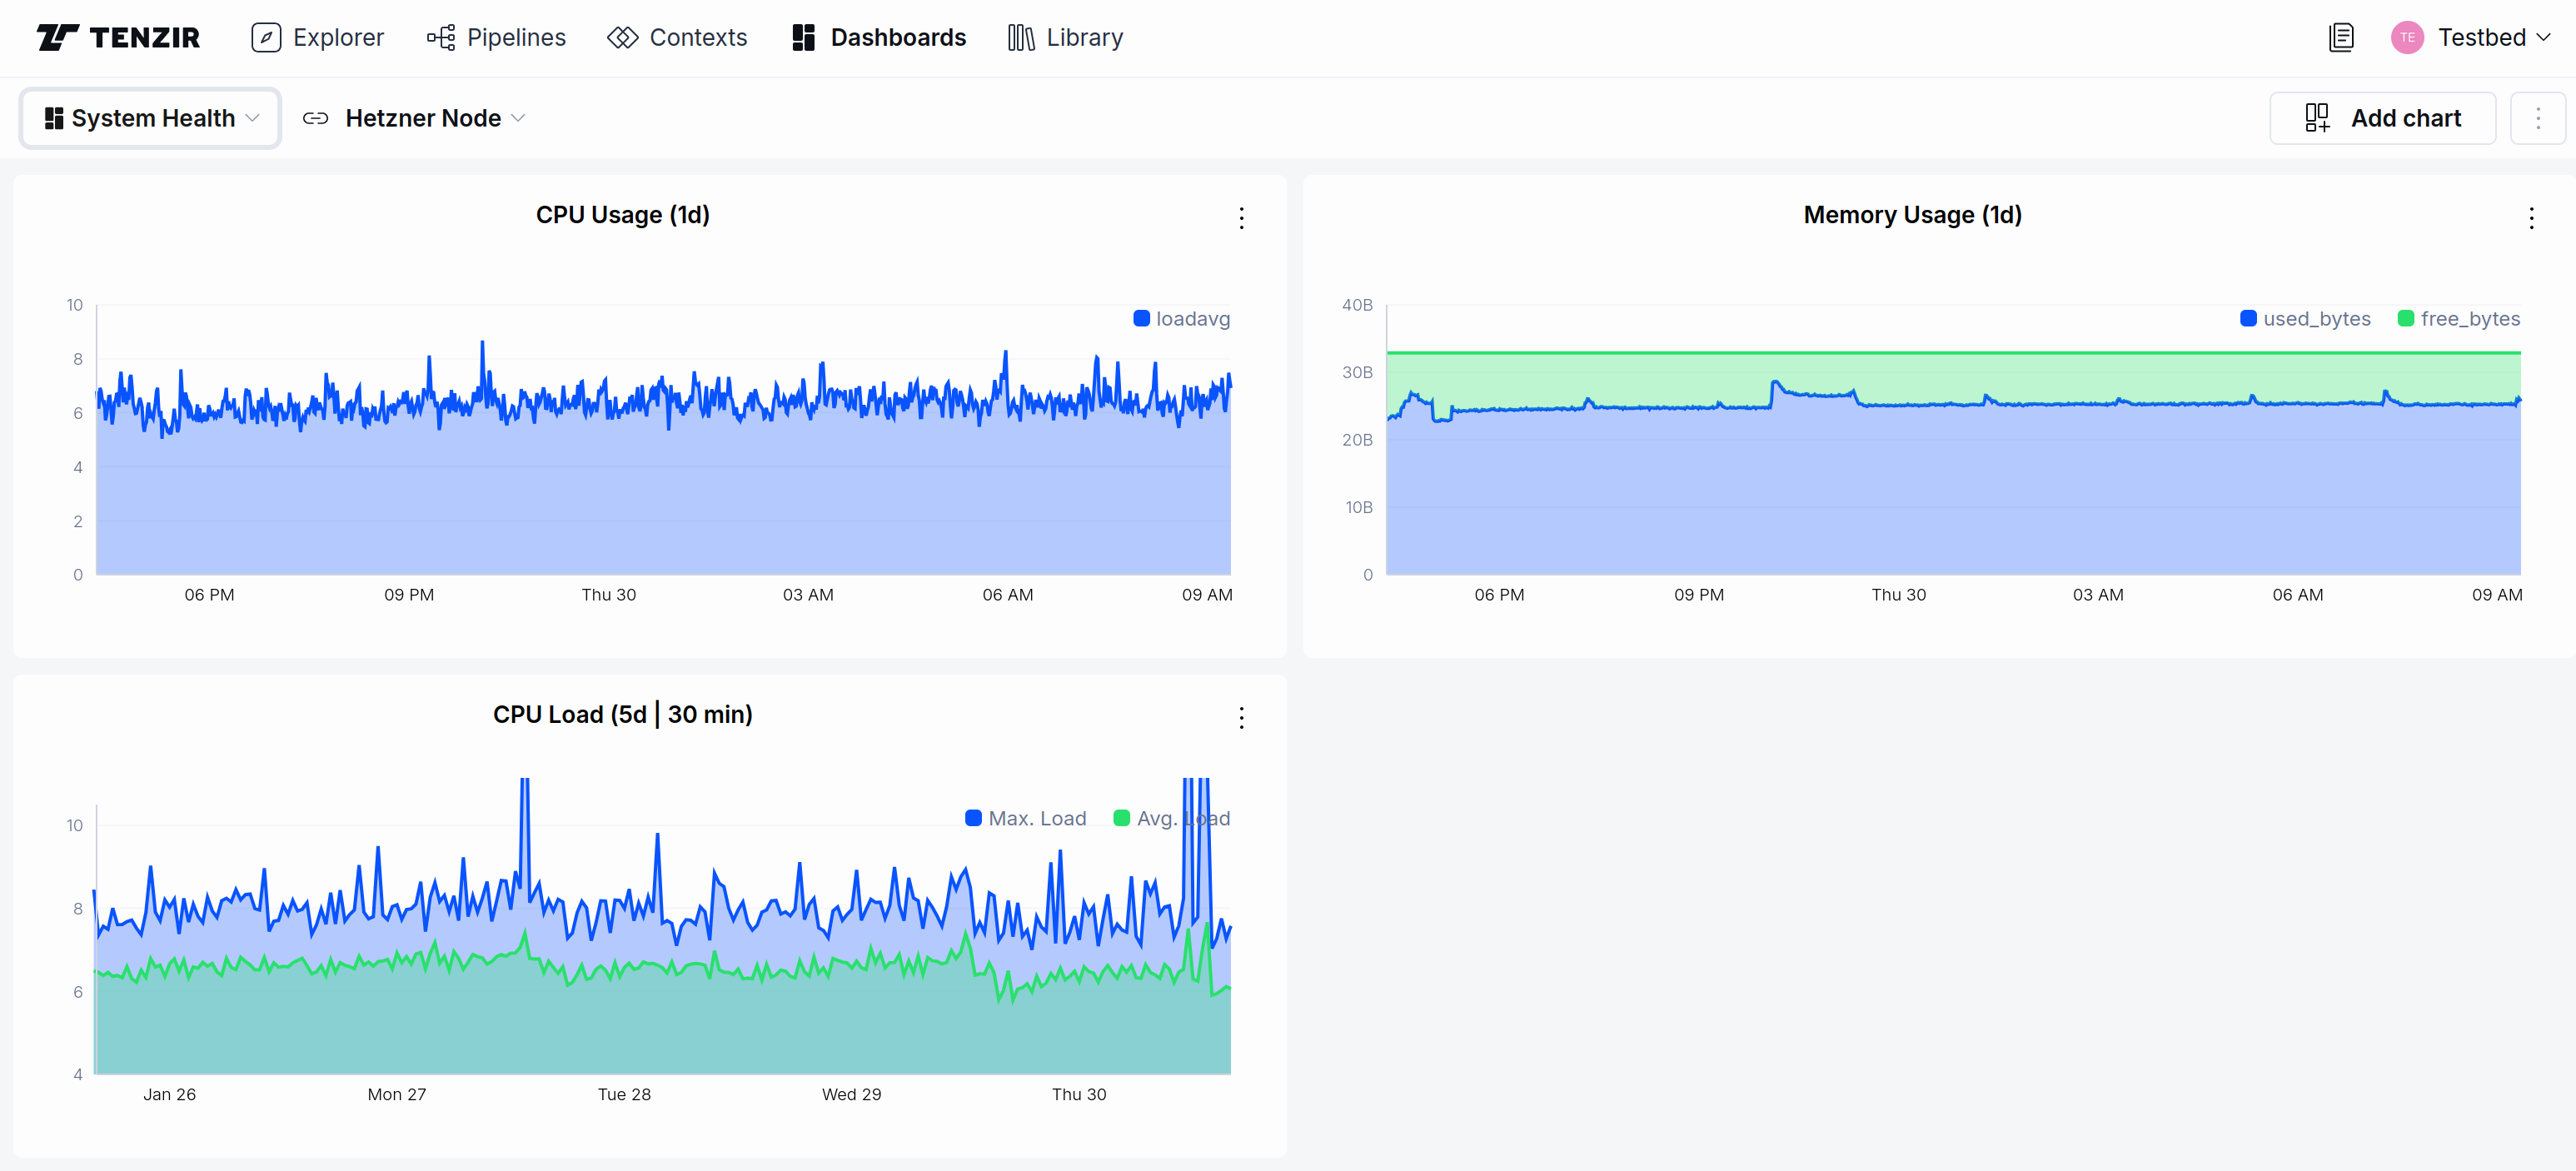 TENZIR Explorer Pipelines Contexts Dashboards Library TE Testbed
System Health Hetzner Node Add chart
CPU Usage (1d)
loadavg
10
8
6
4
2
0
06 PM 09 PM Thu 30 03 AM 06 AM 09 AM
Memory Usage (1d)
used_bytes free_bytes
40B
30B
20B
10B
0
06 PM 09 PM Thu 30 03 AM 06 AM 09 AM
CPU Load (5d | 30 min)
Max. Load Avg. Load
10
8
6
4
Jan 26 Mon 27 Tue 28 Wed 29 Thu 30